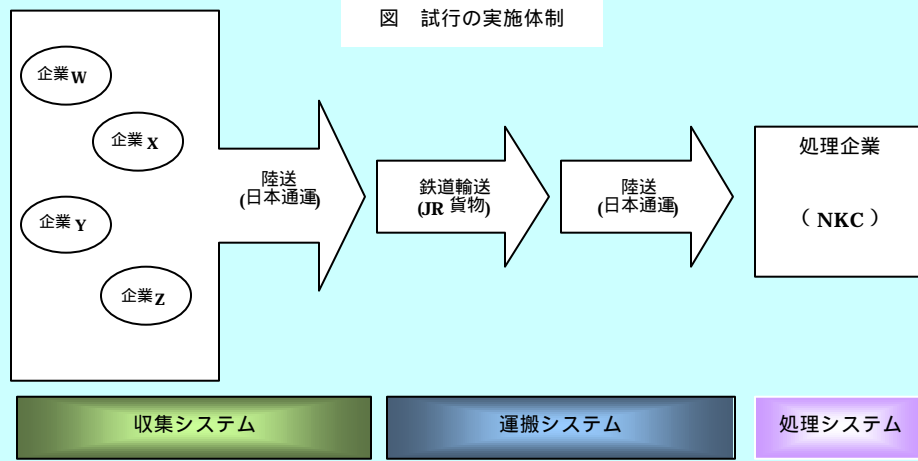 図 試行の実施体制
企業W
企業X
企業Y
企業Z
陸送
(日本通運)
鉄道輸送
(JR 貨物)
陸送
(日本通運)
処理企業
(NKC)
収集システム
運搬システム
処理システム